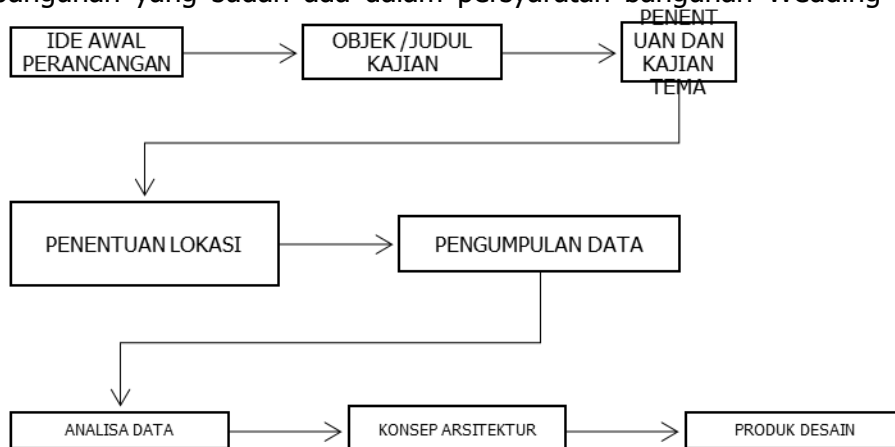 bangunan yang sudah ada dalam persyaratan bangunan Wedding
IDE AWAL
PERANCANGAN
OBJEK /JUDUL
KAJIAN
PENENT
UAN DAN
KAJIAN
TEMA
PENENTUAN LOKASI
PENGUMPULAN DATA
ANALISA DATA
KONSEP ARSITEKTUR
PRODUK DESAIN